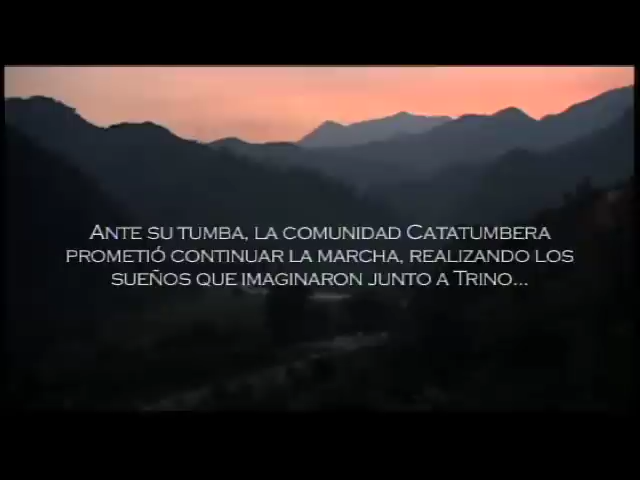 Ante su tumba, la comunidad Catatumbera
prometió continuar la marcha, realizando los
sueños que imaginaron junto a Trino...